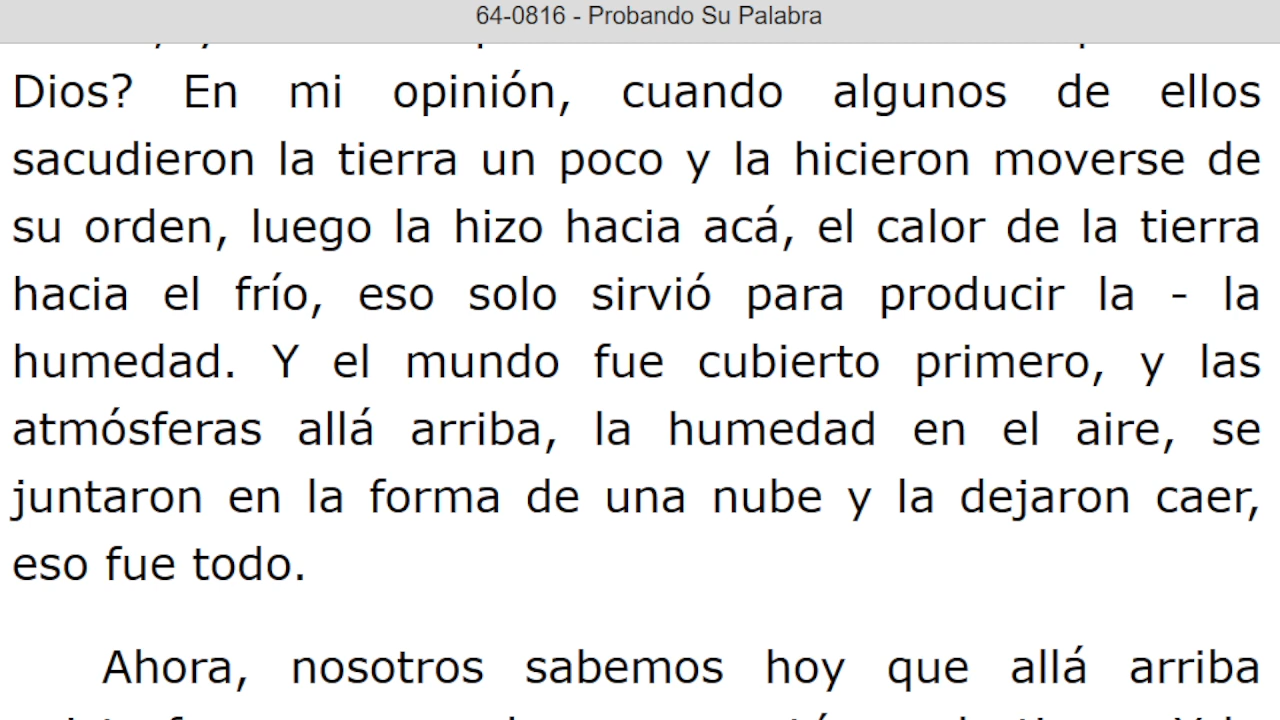 64-0816 - Probando Su Palabra
Dios? En mi opinión, cuando algunos de ellos
sacudieron la tierra un poco y la hicieron moverse de
su orden, luego la hizo hacia acá, el calor de la tierra
hacia el frío, eso solo sirvió para producir la - la
humedad. Y el mundo fue cubierto primero, y las
atmósferas allá arriba, la humedad en el aire, se
juntaron en la forma de una nube y la dejaron caer,
eso fue todo.
Ahora, nosotros sabemos hoy que allá arriba